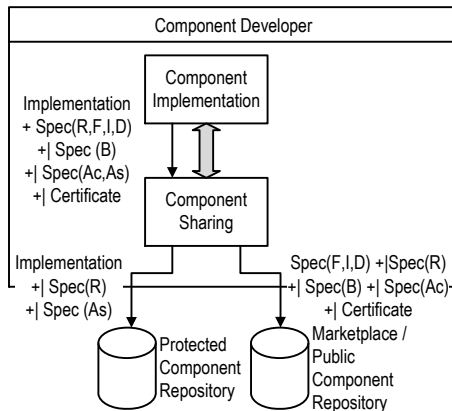 Component Developer
Component
Implementation
Implementation
+ Spec(R,F,I,D)
+| Spec (B)
+| Spec(Ac,As)
+| Certificate
Component
Sharing
Implementation
+| Spec(R)
+| Spec (As)
Spec(F,I,D) +|Spec(R)
+| Spec(B) +| Spec(Ac)
+| Certificate
Protected
Component
Repository
Marketplace /
Public
Component
Repository